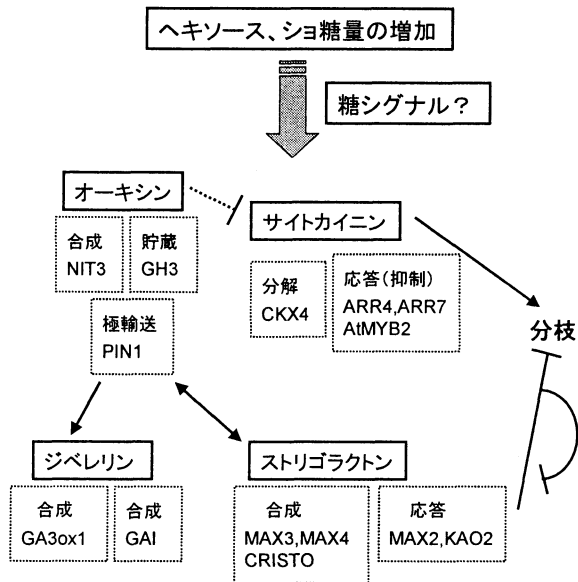 ヘキソース、ショ糖量の増加
糖シグナル？
オーキシン
合成
NIT3
貯蔵
GH3
極輸送
PIN1
サイトカイニン
分解
CKX4
応答(抑制)
ARR4,ARR7
AtMYB2
分枝
ジベレリン
合成
GA3ox1
合成
GAI
ストリゴラクトン
合成
MAX3,MAX4
CRISTO
応答
MAX2,KAO2